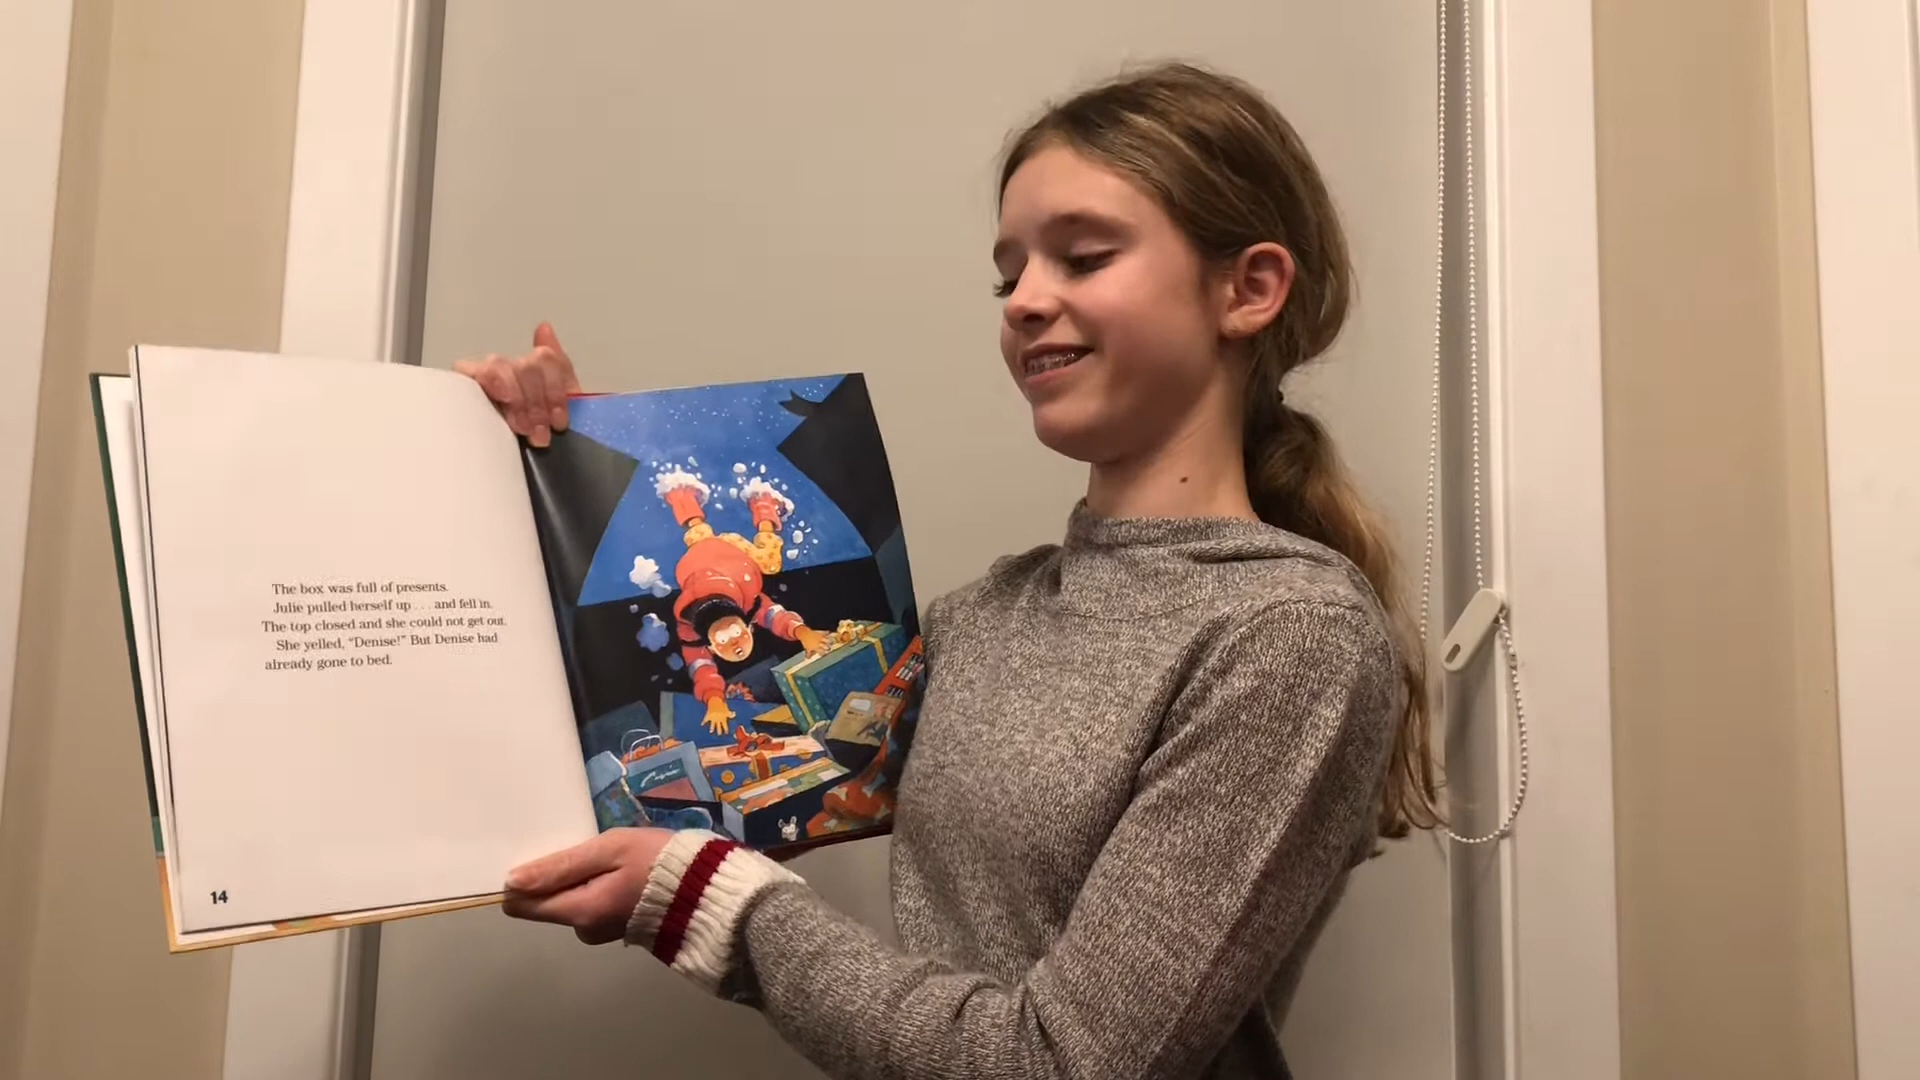 The box was full of presents.
Julie pulled herself up . . . and fell in.
The top closed and she could not get out.
She yelled, “Denise!” But Denise had
already gone to bed.
14